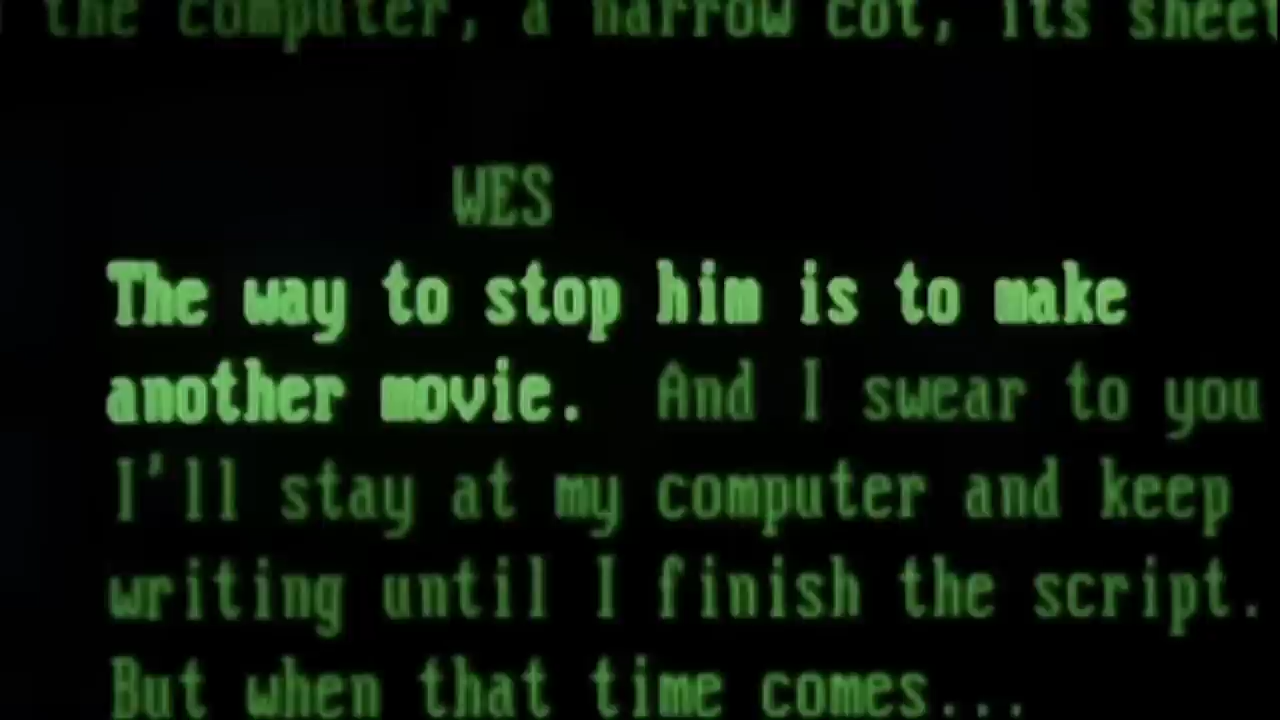 the computer, a narrow cot, its sheet
WES
The way to stop him is to make
another movie. And I swear to you
I'll stay at my computer and keep
writing until I finish the script.
But when that time comes...